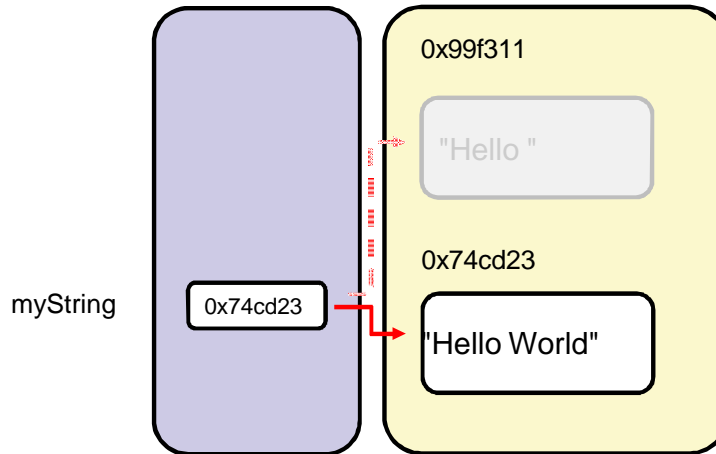 0x99f311
"Hello "
0x74cd23
myString
0x74cd23
"Hello World"